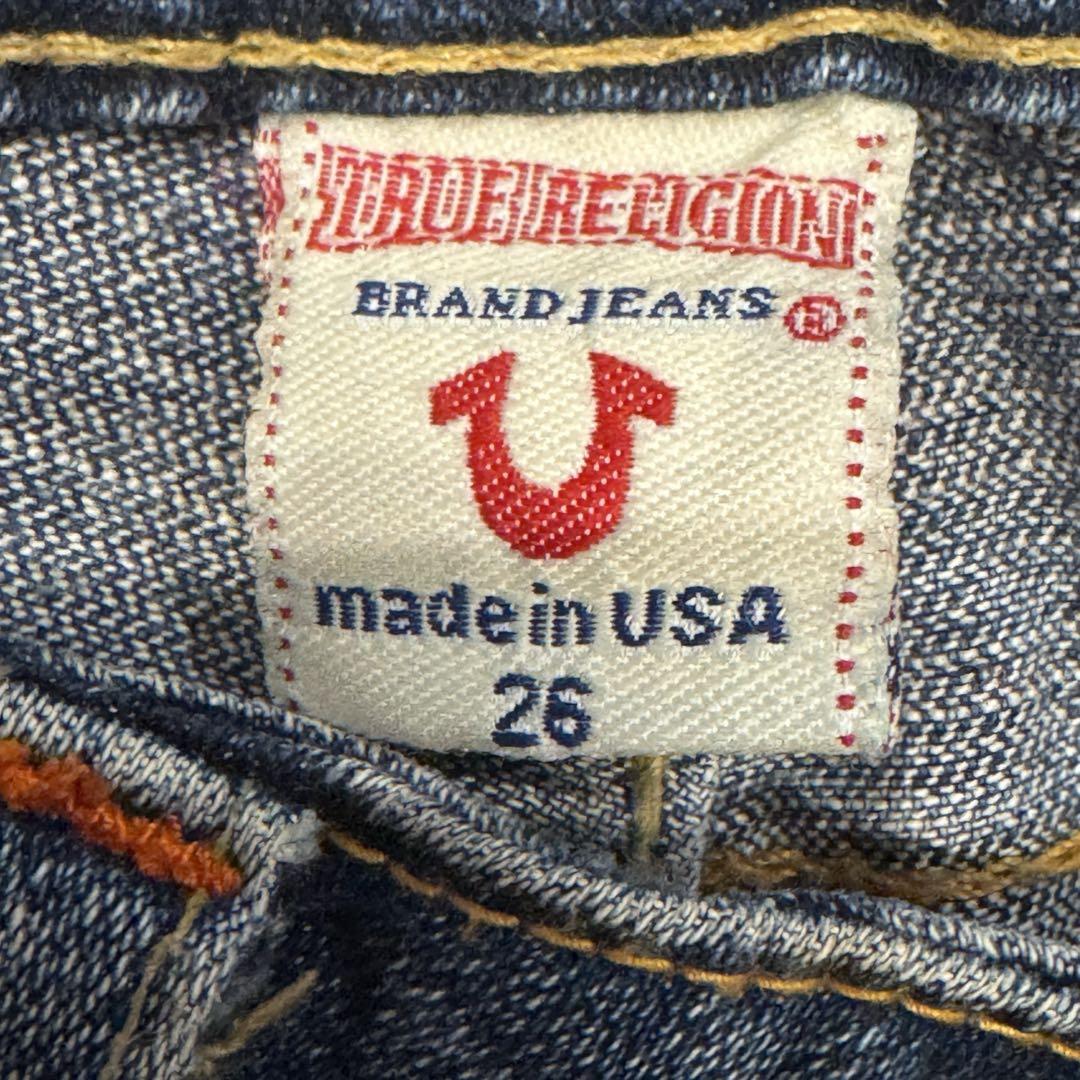 TRUE RELIGION
BRAND JEANS ®
made in USA
26